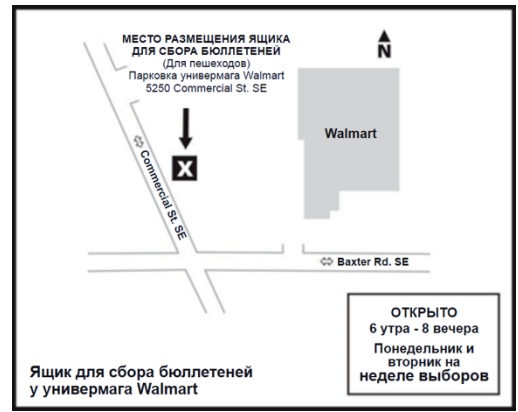 МЕСТО РАЗМЕЩЕНИЯ ЯЩИКА
ДЛЯ СБОРА БЮЛЛЕТЕНЕЙ
(Для пешеходов)
Парковка универмага Walmart
5250 Commercial St. SE
N
Walmart
X
Commercial St. SE
Baxter Rd. SE
ОТКРЫТО
6 утра - 8 вечера
Понедельник и
вторник на
неделе выборов
Ящик для сбора бюллетеней
у универмага Walmart